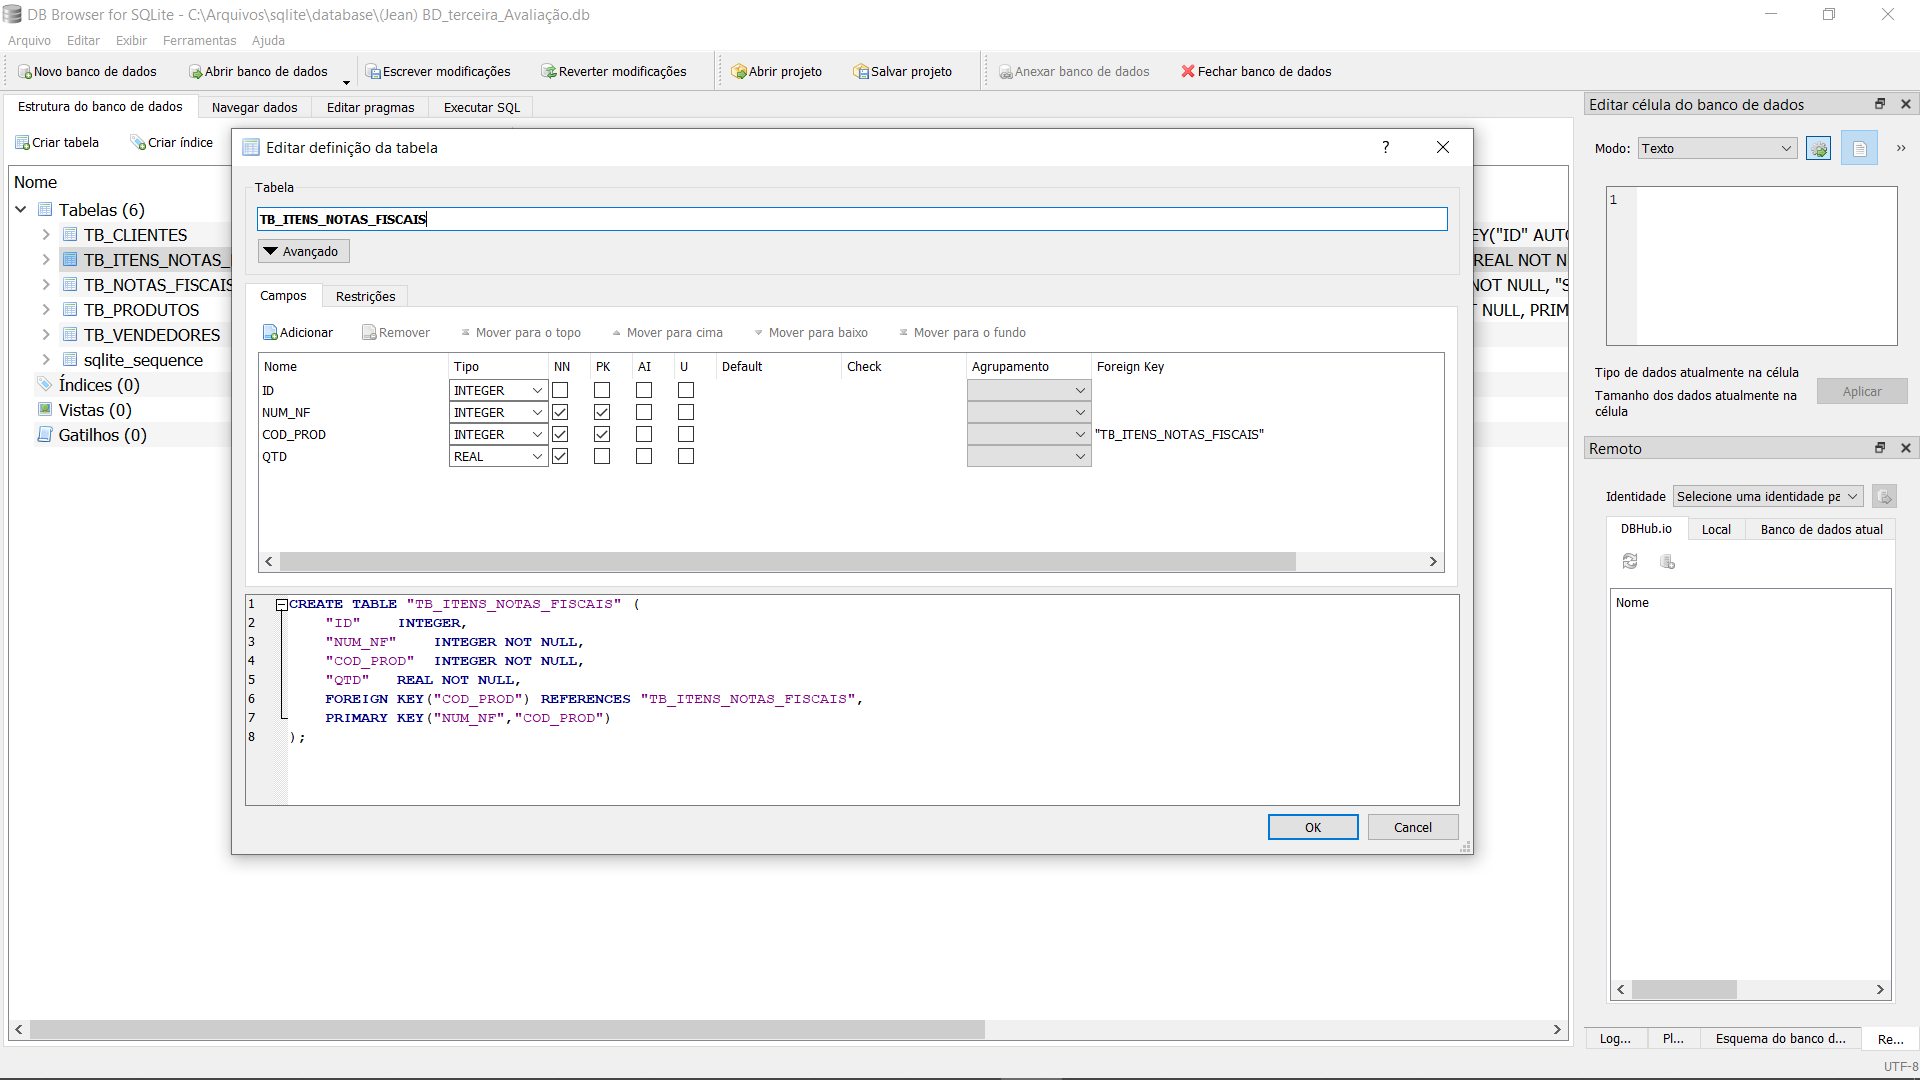 DB Browser for SQLite - C:\Arquivos\sqlite\database\(Jean) BD_terceira_Avaliação.db
Arquivo Editar Exibir Ferramentas Ajuda
Novo banco de dados Abrir banco de dados Escrever modificações Reverter modificações Abrir projeto Salvar projeto Anexar banco de dados Fechar banco de dados
Estrutura do banco de dados Navegar dados Editar pragmas Executar SQL
Criar tabela Criar índice
Nome
Tabelas (6)
TB_CLIENTES
TB_ITENS_NOTAS_
TB_NOTAS_FISCAIS
TB_PRODUTOS
TB_VENDEDORES
sqlite_sequence
Índices (0)
Vistas (0)
Gatilhos (0)
EY("ID" AUTO
REAL NOT N
NOT NULL, "S
T NULL, PRIM
Editar definição da tabela ?
Tabela
TB_ITENS_NOTAS_FISCAIS
Avançado
Campos Restrições
Adicionar Remover Mover para o topo Mover para cima Mover para baixo Mover para o fundo
Nome Tipo NN PK AI U Default Check Agrupamento Foreign Key
ID INTEGER
NUM_NF INTEGER
COD_PROD INTEGER "TB_ITENS_NOTAS_FISCAIS"
QTD REAL
1 CREATE TABLE "TB_ITENS_NOTAS_FISCAIS" (
2 "ID" INTEGER,
3 "NUM_NF" INTEGER NOT NULL,
4 "COD_PROD" INTEGER NOT NULL,
5 "QTD" REAL NOT NULL,
6 FOREIGN KEY("COD_PROD") REFERENCES "TB_ITENS_NOTAS_FISCAIS",
7 PRIMARY KEY("NUM_NF","COD_PROD")
8 );
OK Cancel
Editar célula do banco de dados
Modo: Texto »
1
Tipo de dados atualmente na célula
Tamanho dos dados atualmente na
célula
Aplicar
Remoto
Identidade Selecione uma identidade pa
DBHub.io Local Banco de dados atual
Nome
Log... Pl... Esquema do banco d... Re...
UTF-8